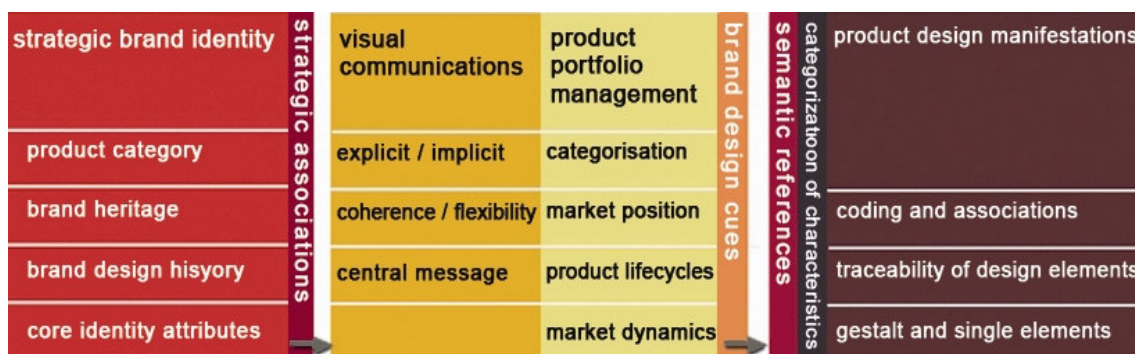 strategic brand identity
product category
brand heritage
brand design hisyory
core identity attributes
strategic associations
visual
communications
explicit / implicit
coherence / flexibility
central message
product
portfolio
management
categorisation
market position
product lifecycles
market dynamics
brand design cues
semantic references
categorization of characteristics
product design manifestations
coding and associations
traceability of design elements
gestalt and single elements